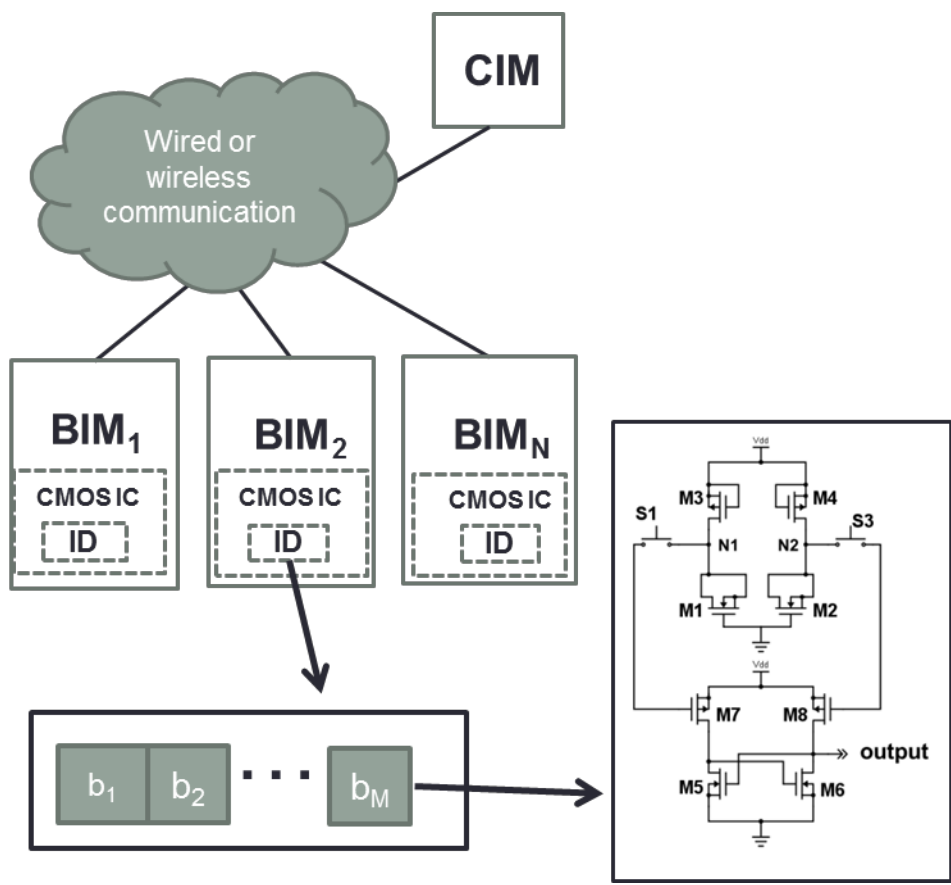 CIM
Wired or
wireless
communication
BIM1
CMOS IC
ID
BIM2
CMOS IC
ID
BIMN
CMOS IC
ID
b1
b2
bM
Vdd
M3
M4
S1
S3
N1
N2
M1
M2
Vdd
M7
M8
output
M5
M6